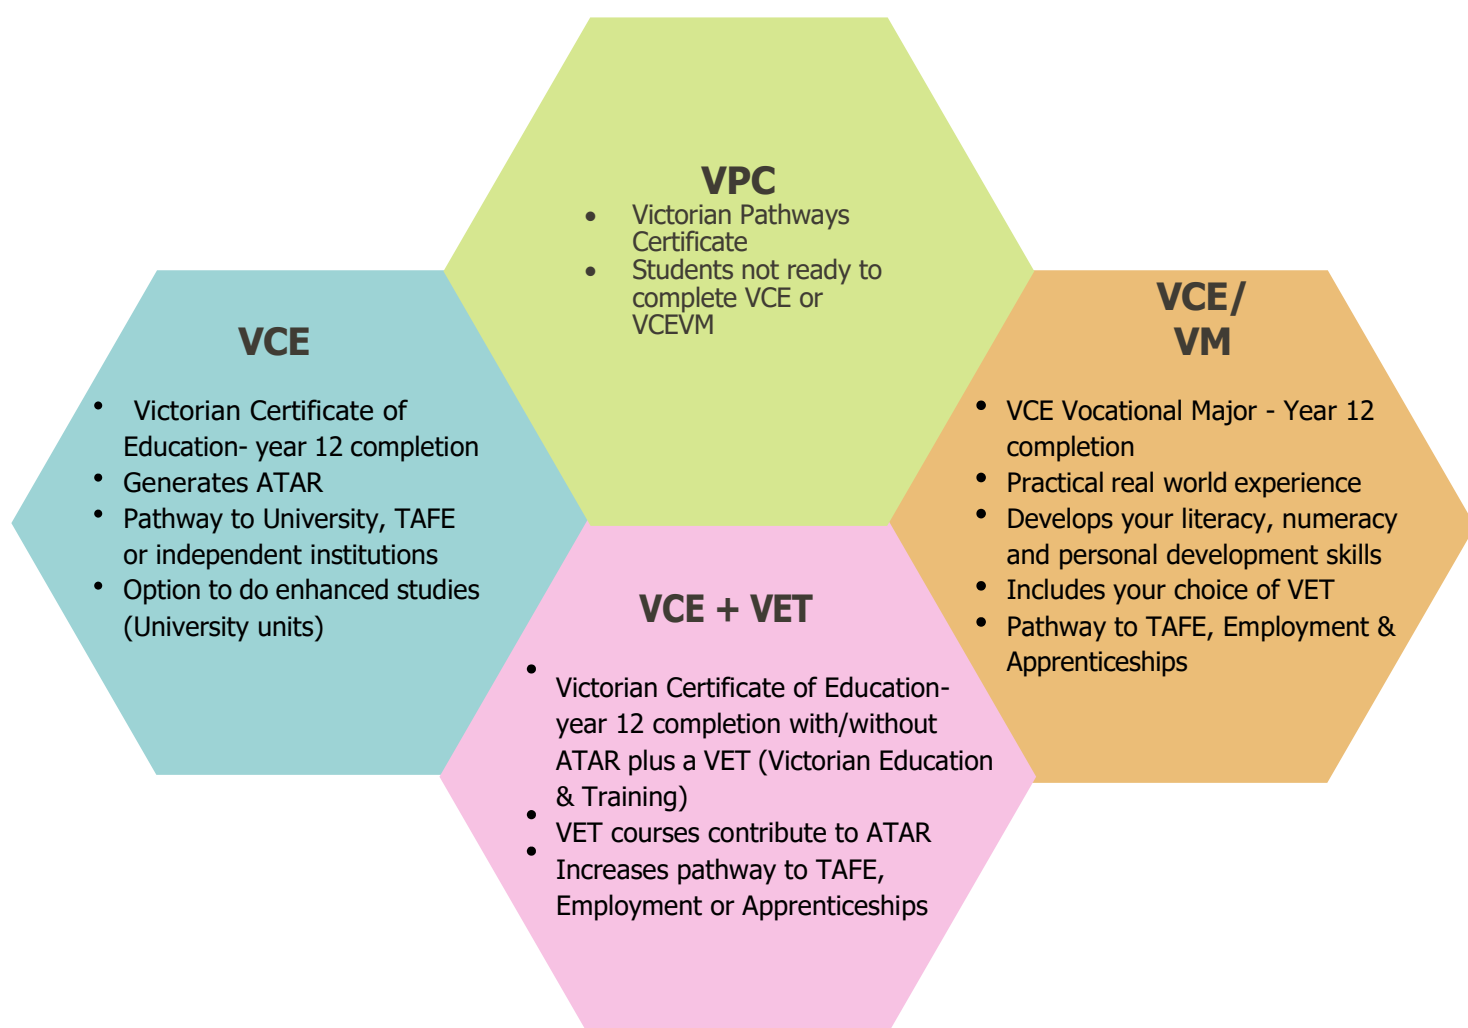 VPC
• Victorian Pathways
Certificate
• Students not ready to
complete VCE or
VCEVM
VCE
• Victorian Certificate of
Education- year 12 completion
• Generates ATAR
• Pathway to University, TAFE
or independent institutions
• Option to do enhanced studies
(University units)
VCE/
VM
• VCE Vocational Major - Year 12
completion
• Practical real world experience
• Develops your literacy, numeracy
and personal development skills
• Includes your choice of VET
• Pathway to TAFE, Employment &
Apprenticeships
VCE + VET
• Victorian Certificate of Education-
year 12 completion with/without
ATAR plus a VET (Victorian Education
& Training)
• VET courses contribute to ATAR
• Increases pathway to TAFE,
Employment or Apprenticeships